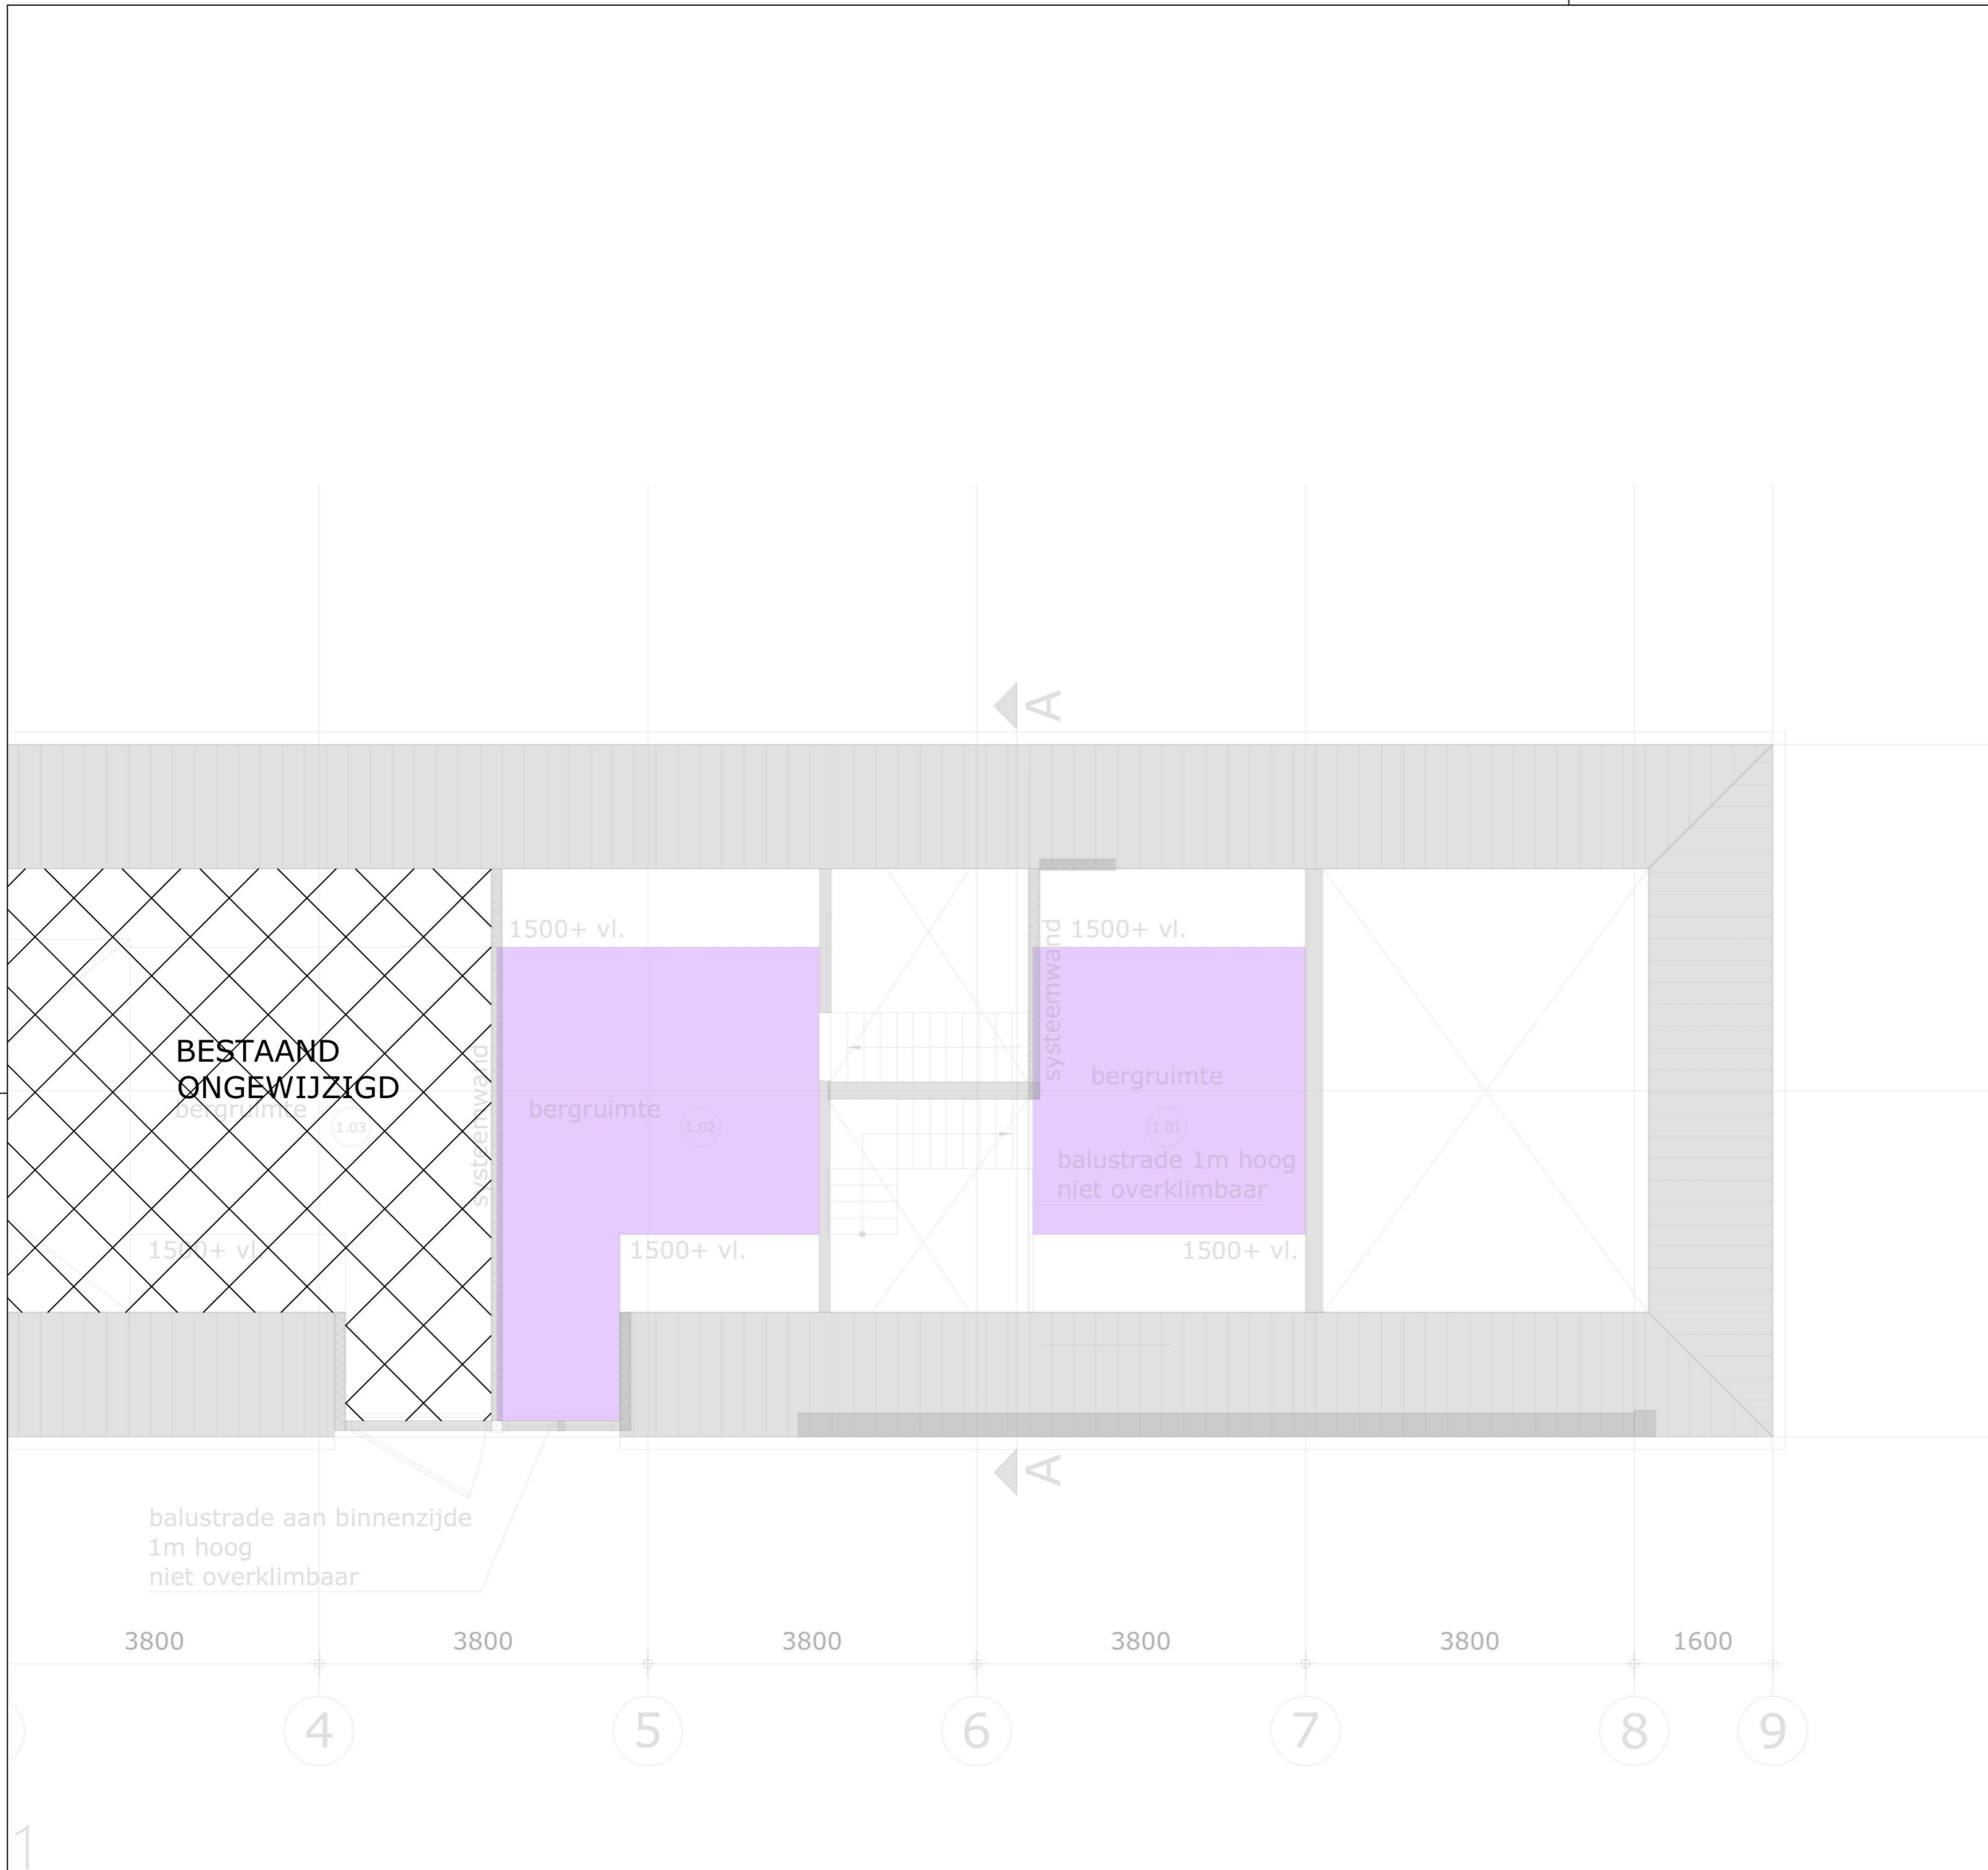 A
1500+ vl.
1500+ vl.
systeemwand
BESTAAND
ONGEWIJZIGD
bergruimte
1.03
systeemwand
bergruimte
1.02
bergruimte
1.01
balustrade 1m hoog
niet overklimbaar
1500+ vl
1500+ vl.
1500+ vl.
A
balustrade aan binnenzijde
1m hoog
niet overklimbaar
3800
3800
3800
3800
3800
1600
4
5
6
7
8
9
1